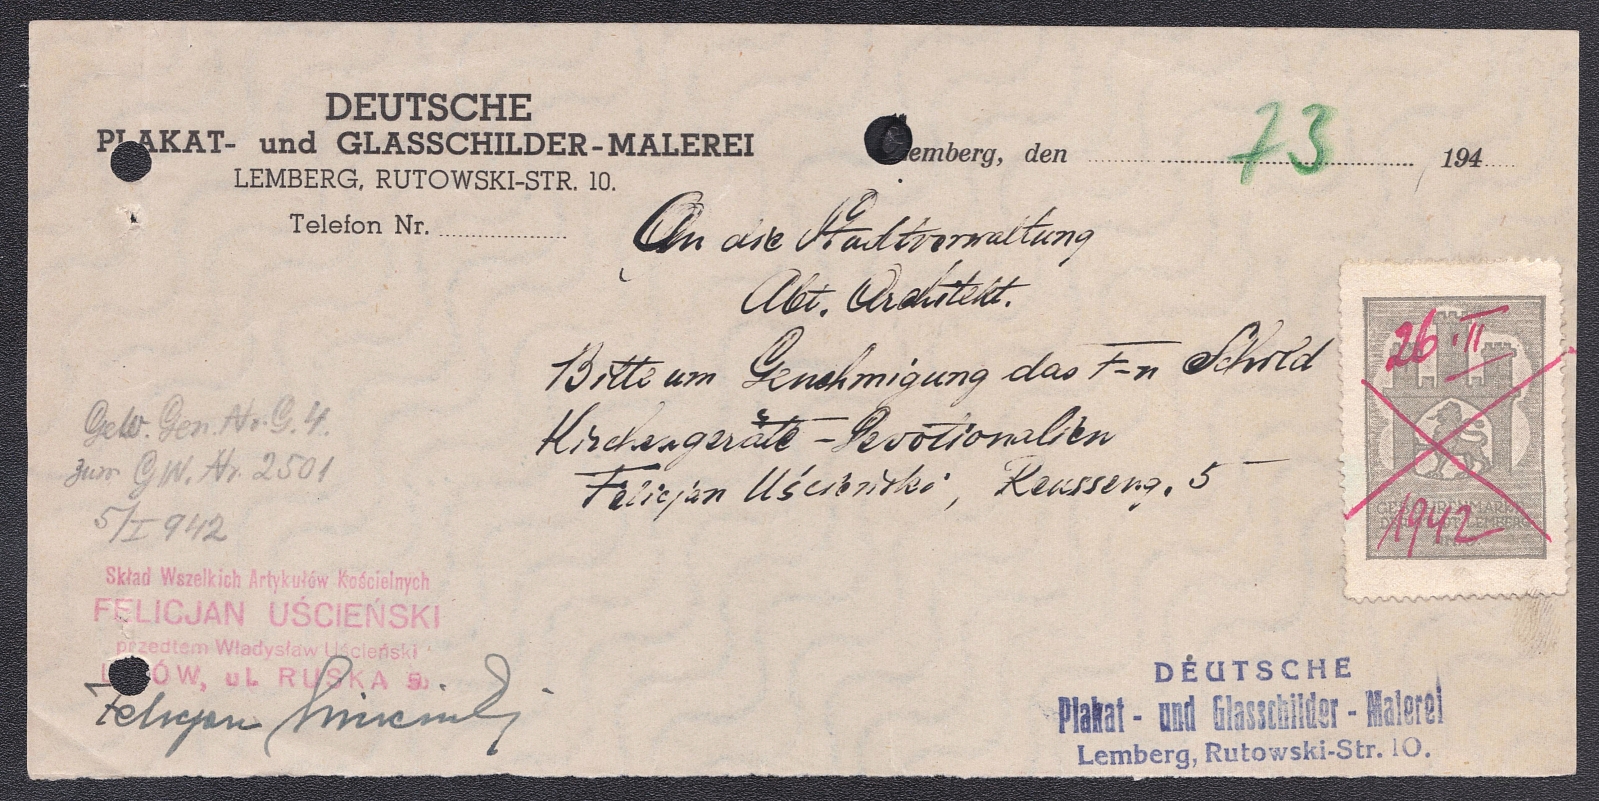 DEUTSCHE
PLAKAT- und GLASSCHILDER-MALEREI
LEMBERG, RUTOWSKI-STR. 10.
Telefon Nr.
Lemberg, den 194
73
An die Stadtverwaltung
Abt. Architekt.
Bitte um Genehmigung das F-n Schild
Kirchengeräte - Devotionalien
Felicjan Uścieński, Reusseng. 5
26.II
1942
Gew. Gen. Nr. G. 4.
zur GW. Nr. 2501
5/I 942
Skład Wszelkich Artykułów Kościelnych
FELICJAN UŚCIEŃSKI
przedtem Władysław Uścieński
LWÓW, ul. RUSKA 5.
Felicjan Uścieński
DEUTSCHE
Plakat - und Glasschilder - Malerei
Lemberg, Rutowski-Str. 10.